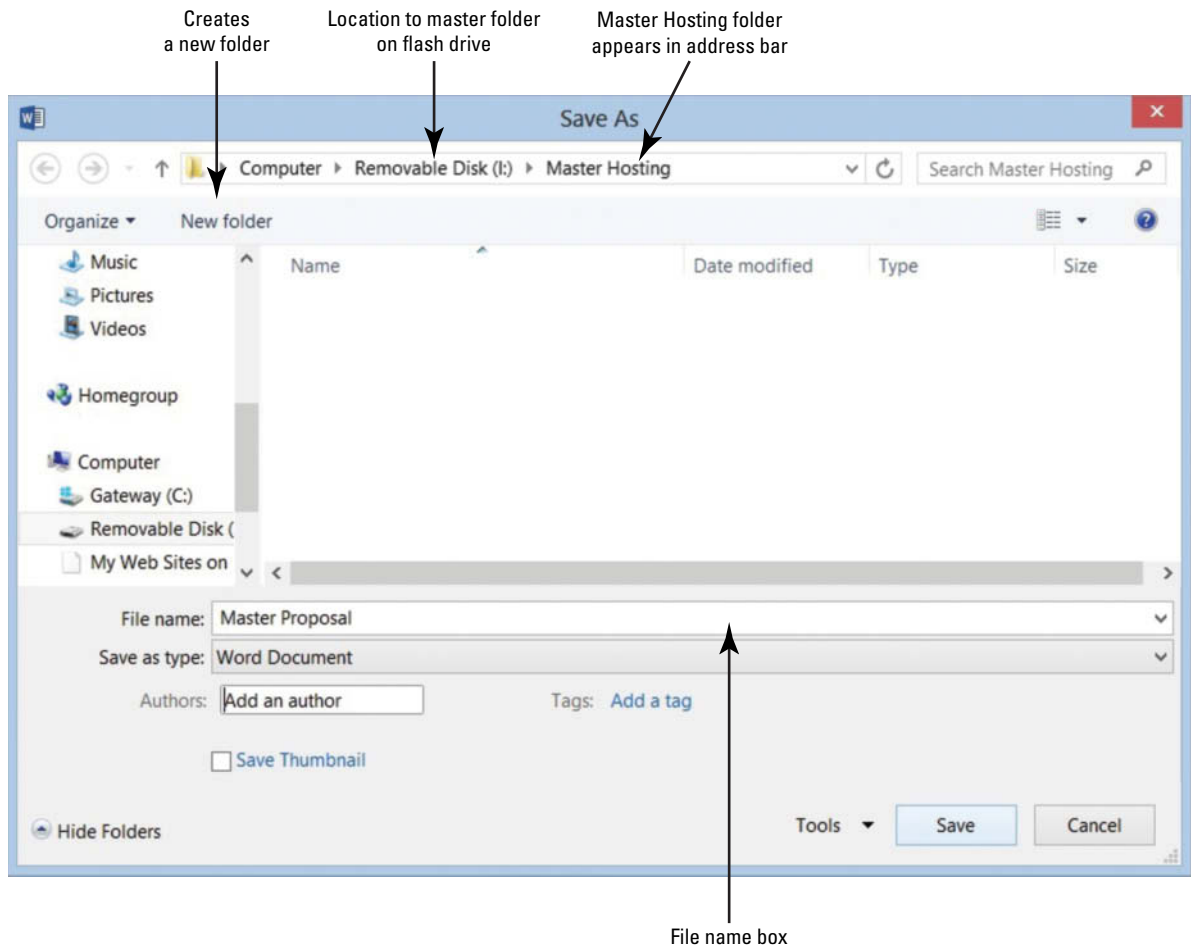 Creates
a new folder
Location to master folder
on flash drive
Master Hosting folder
appears in address bar
Save As
Computer Removable Disk (I:) Master Hosting
Search Master Hosting
Organize New folder
Name Date modified Type Size
Music
Pictures
Videos
Homegroup
Computer
Gateway (C:)
Removable Disk (
My Web Sites on
File name: Master Proposal
Save as type: Word Document
Authors: Add an author Tags: Add a tag
Save Thumbnail
Hide Folders Tools Save Cancel
File name box